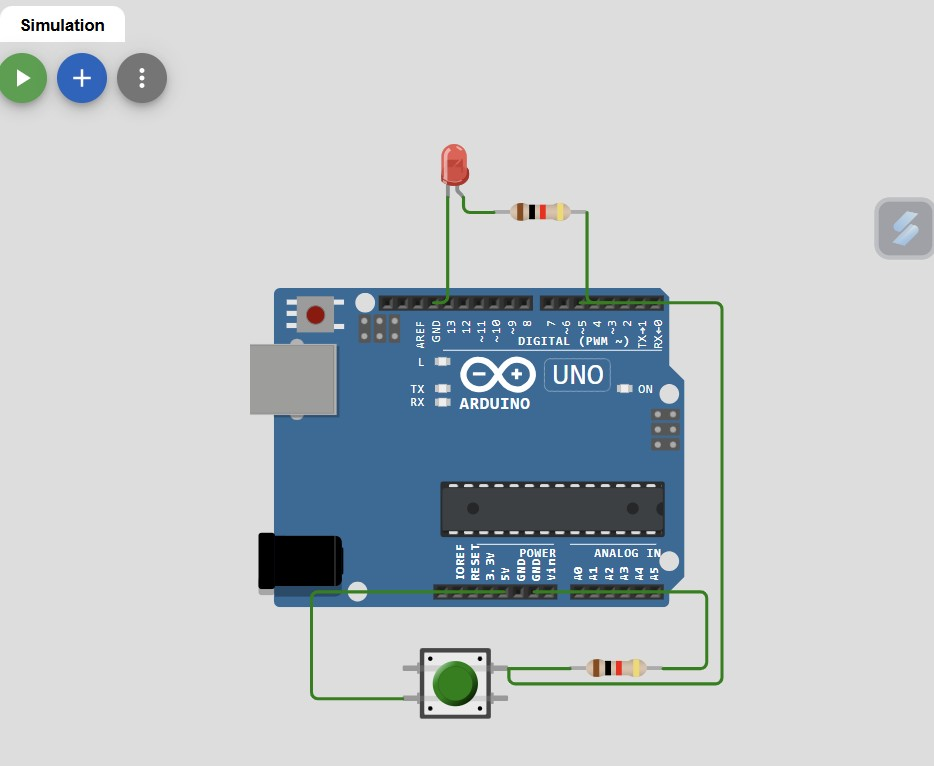 Simulation
AREF
GND
13
12
~11
~10
~9
8
7
~6
~5
4
~3
2
TX→1
RX←0
DIGITAL (PWM ~)
L
TX
RX
UNO
ON
ARDUINO
POWER
ANALOG IN
IOREF
RESET
3.3V
5V
GND
GND
Vin
A0
A1
A2
A3
A4
A5